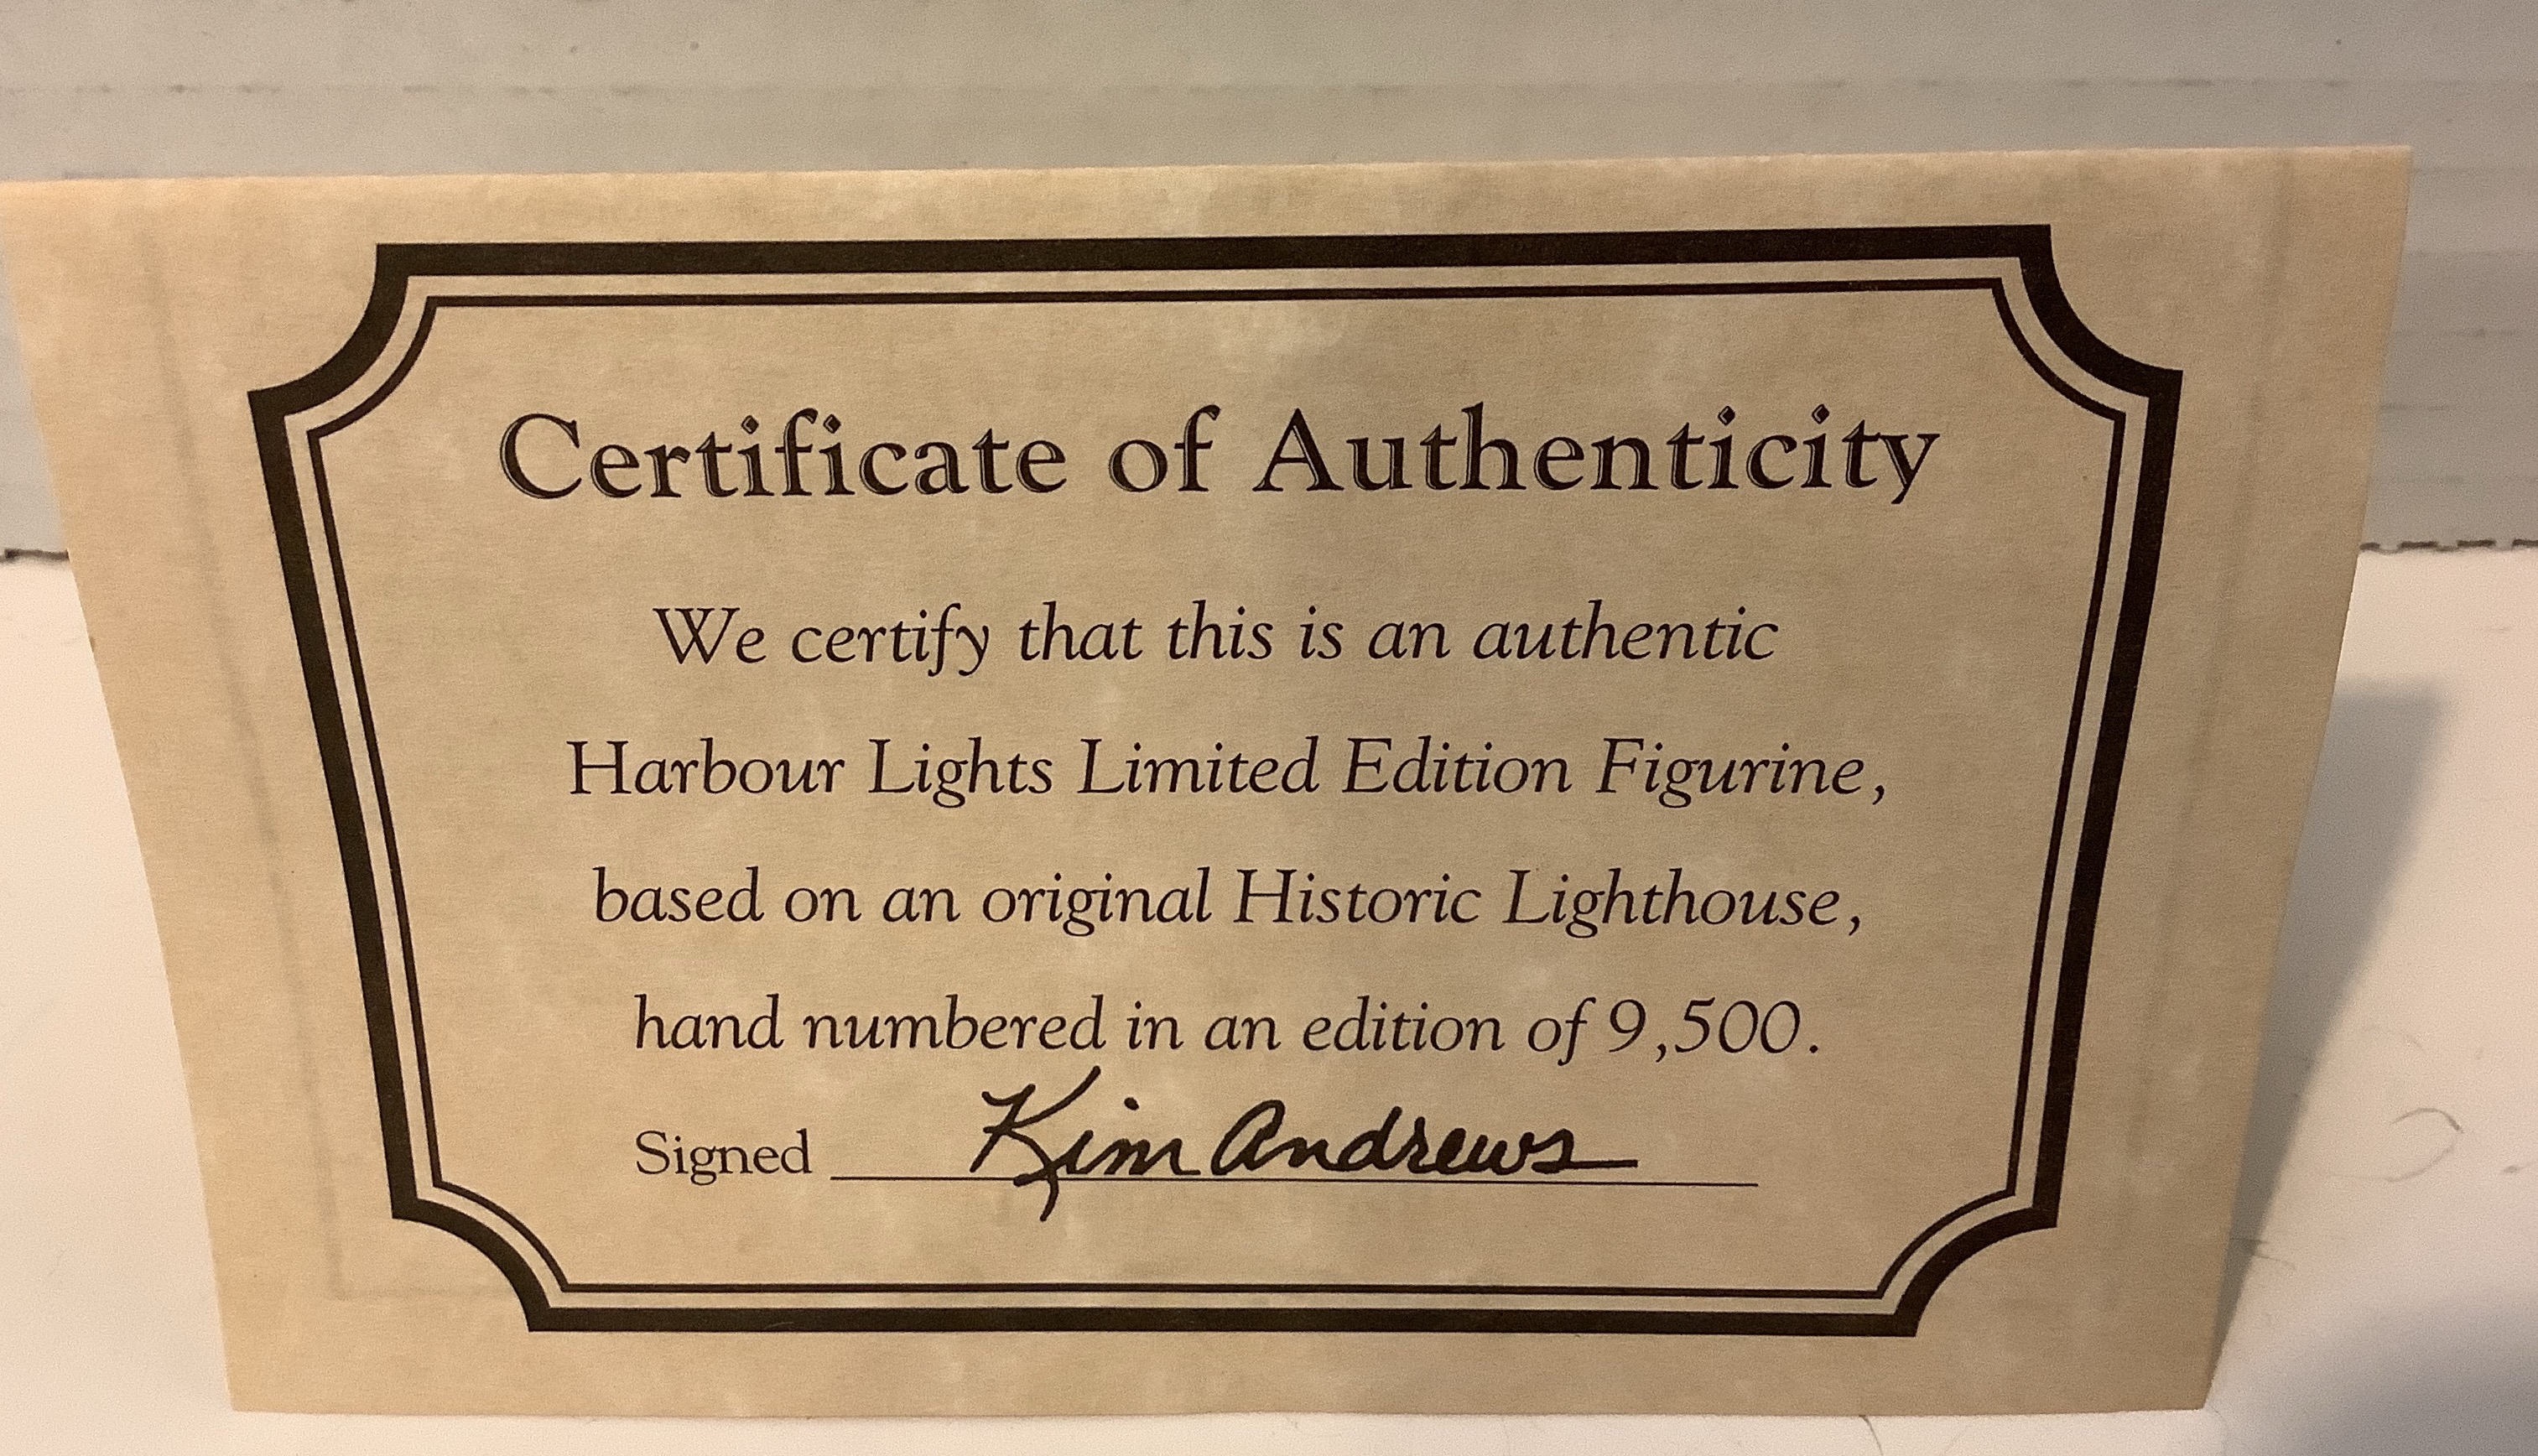 Certificate of Authenticity
We certify that this is an authentic
Harbour Lights Limited Edition Figurine,
based on an original Historic Lighthouse,
hand numbered in an edition of 9,500.
Signed Kim Andrews